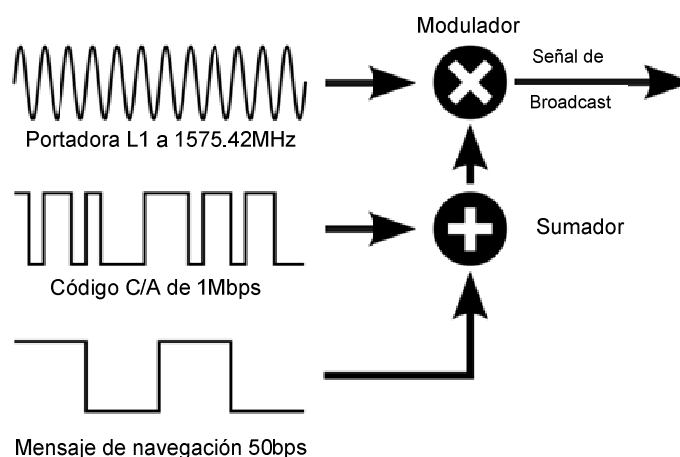 Modulador
Señal de
Broadcast
Portadora L1 a 1575.42MHz
Sumador
Código C/A de 1Mbps
Mensaje de navegación 50bps